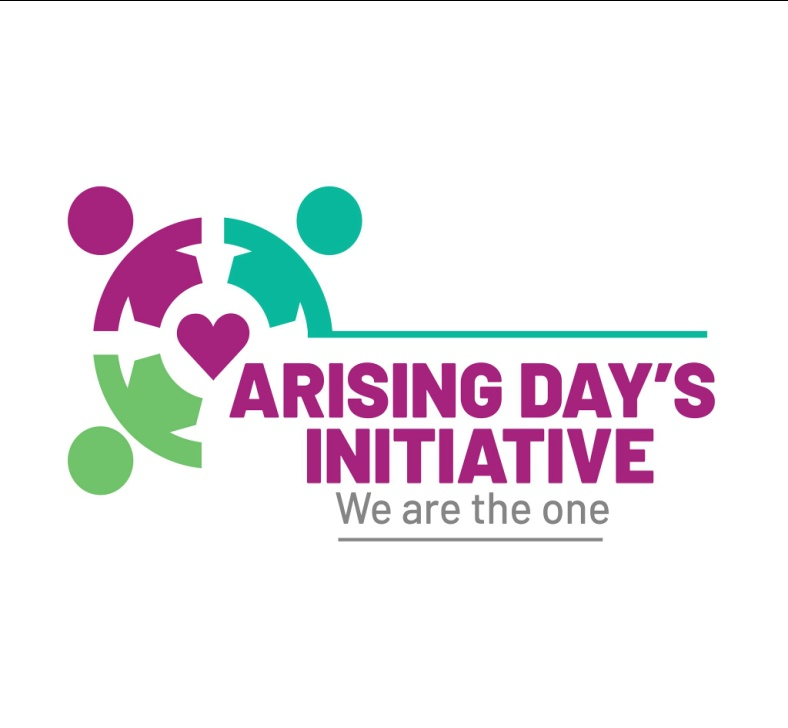 ARISING DAY’S
INITIATIVE
We are the one